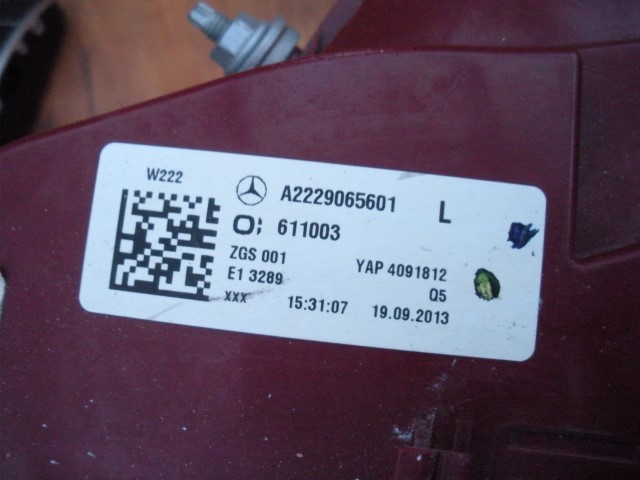 W222
A2229065601 L
611003
ZGS 001 YAP 4091812
E1 3289 Q5
XXX 15:31:07 19.09.2013